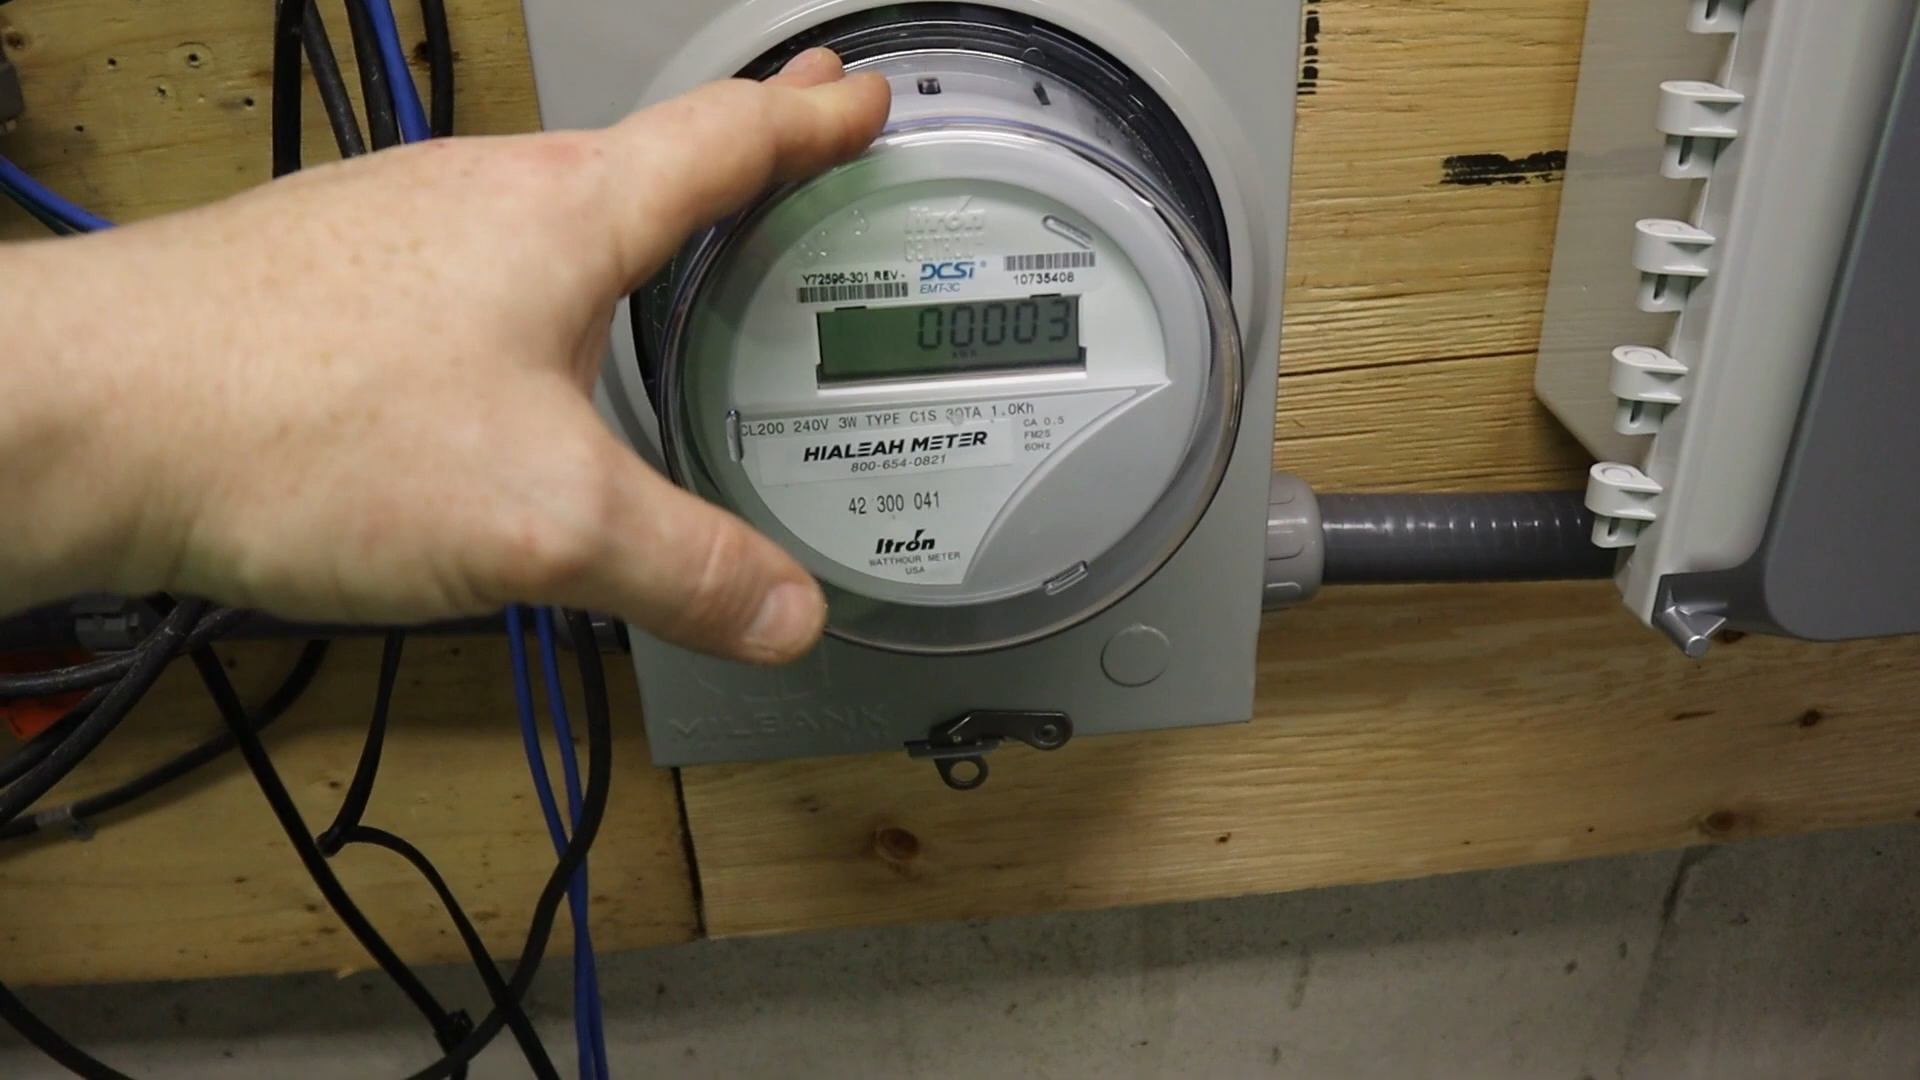 Itron
CENTRON
Y72596-301 REV-
DCSi®
EMT-3C
10735408
00003
CL200 240V 3W TYPE C1S 30TA 1.0Kh
CA 0.5
FM2S
60Hz
HIALEAH METER
800-654-0821
42 300 041
Itron
WATTHOUR METER
USA
MILBANK